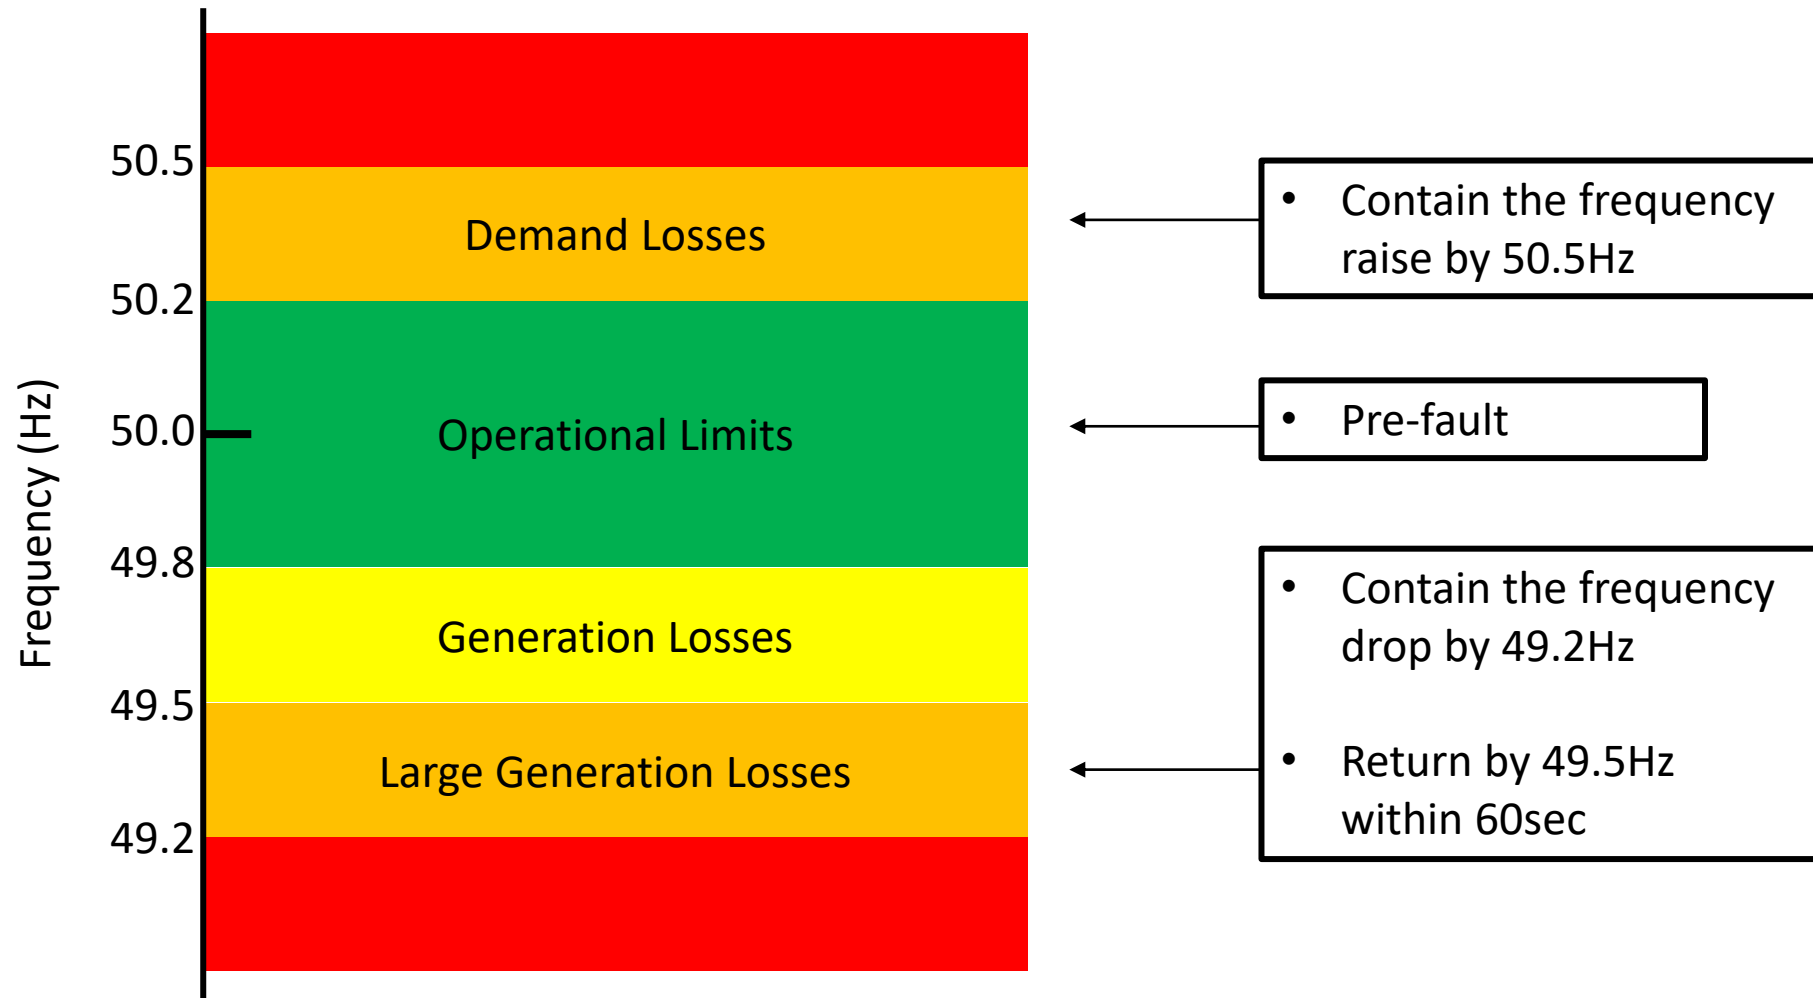 Frequency (Hz)
50.5
50.2
50.0
49.8
49.5
49.2
Demand Losses
Operational Limits
Generation Losses
Large Generation Losses
• Contain the frequency
raise by 50.5Hz
• Pre-fault
• Contain the frequency
drop by 49.2Hz
• Return by 49.5Hz
within 60sec